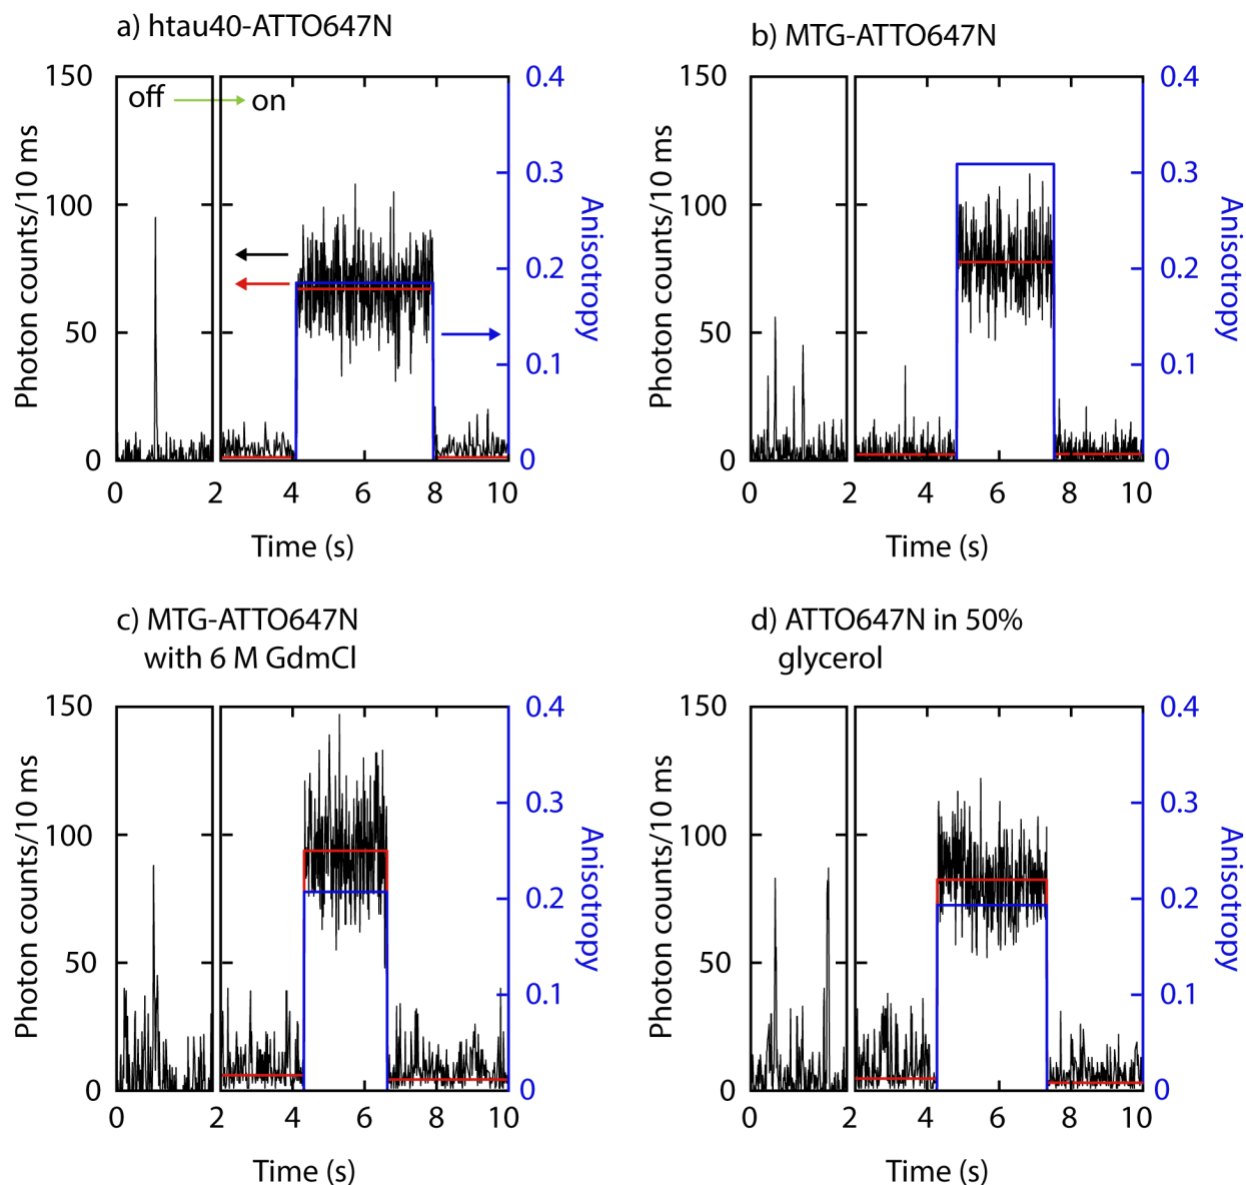 a) htau40-ATTO647N
150
100
50
0
Photon counts/10 ms
off
on
0.4
0.3
0.2
0.1
0
Anisotropy
0 2 4 6 8 10
Time (s)
b) MTG-ATTO647N
150
100
50
0
Photon counts/10 ms
0.4
0.3
0.2
0.1
0
Anisotropy
0 2 4 6 8 10
Time (s)
c) MTG-ATTO647N
with 6 M GdmCl
150
100
50
0
Photon counts/10 ms
0.4
0.3
0.2
0.1
0
Anisotropy
0 2 4 6 8 10
Time (s)
d) ATTO647N in 50%
glycerol
150
100
50
0
Photon counts/10 ms
0.4
0.3
0.2
0.1
0
Anisotropy
0 2 4 6 8 10
Time (s)